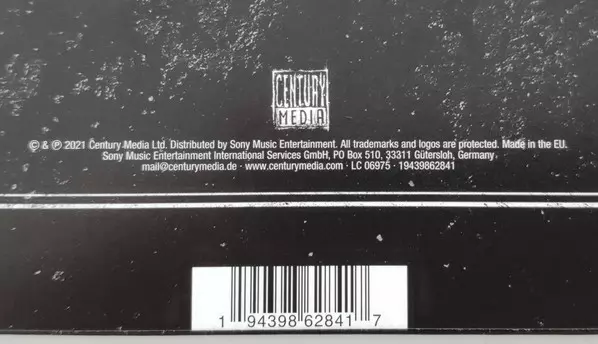 CENTURY
MEDIA
© & ℗ 2021 Century Media Ltd. Distributed by Sony Music Entertainment. All trademarks and logos are protected. Made in the EU.
Sony Music Entertainment International Services GmbH, PO Box 510, 33311 Gütersloh, Germany
mail@centurymedia.de · www.centurymedia.com · LC 06975 · 19439862841
1 94398 62841 7